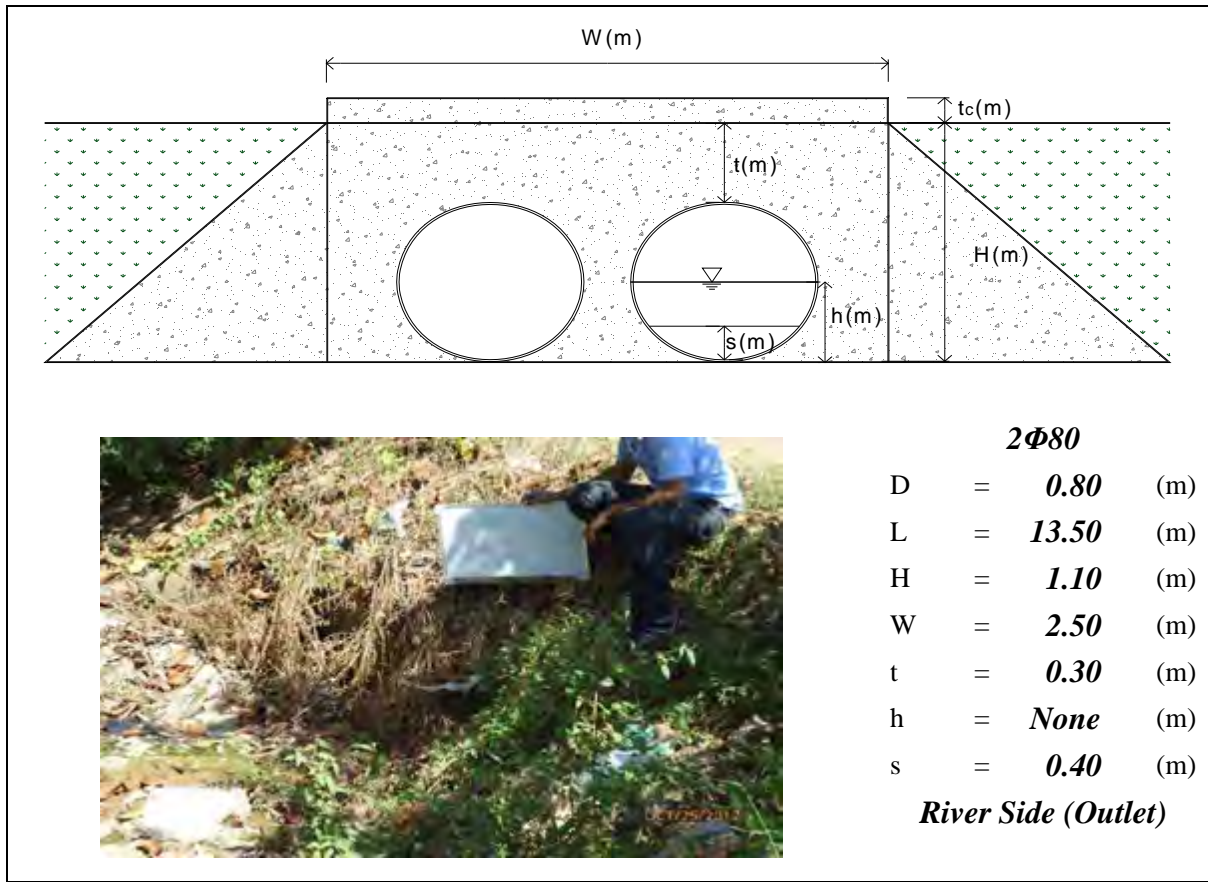 W(m)
tc(m)
t(m)
H(m)
h(m)
s(m)
2Φ80
D = 0.80 (m)
L = 13.50 (m)
H = 1.10 (m)
W = 2.50 (m)
t = 0.30 (m)
h = None (m)
s = 0.40 (m)
River Side (Outlet)